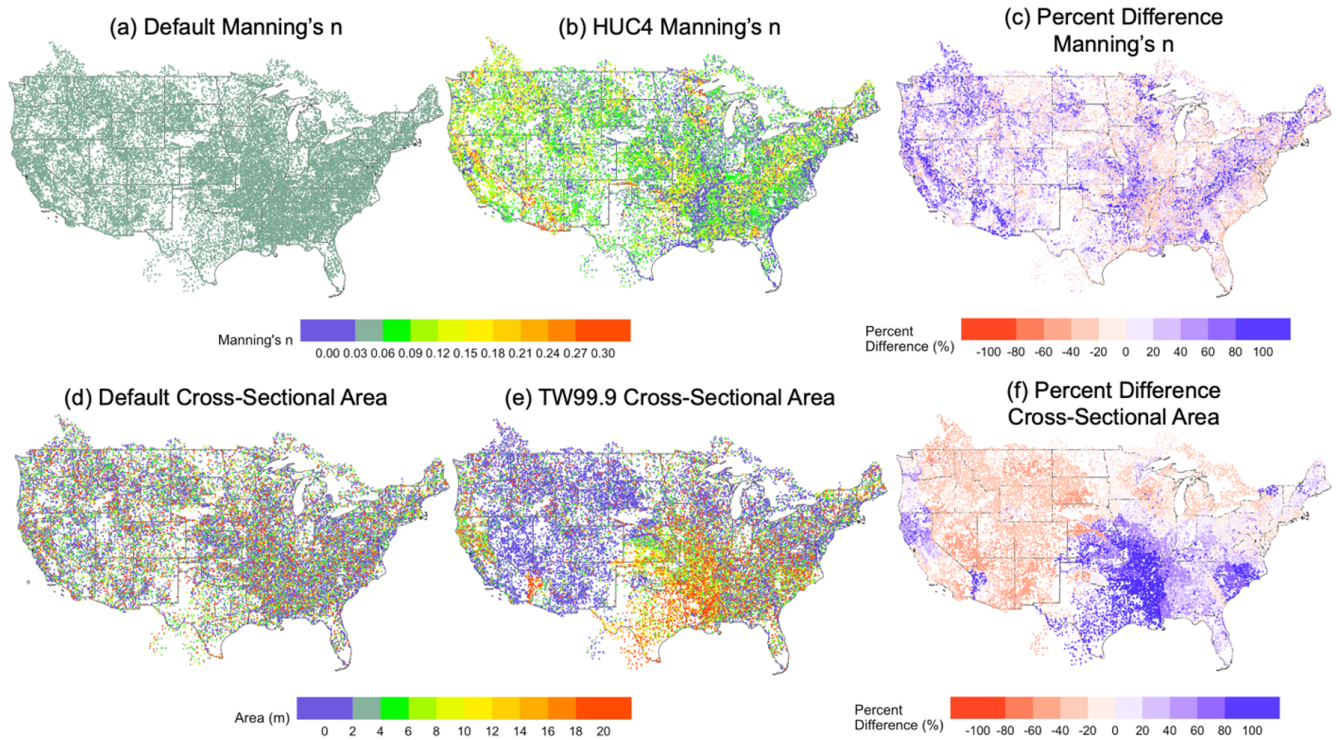 (a) Default Manning's n
(b) HUC4 Manning's n
(c) Percent Difference
Manning's n
Manning's n
0.00 0.03 0.06 0.09 0.12 0.15 0.18 0.21 0.24 0.27 0.30
Percent
Difference (%)
-100 -80 -60 -40 -20 0 20 40 60 80 100
(d) Default Cross-Sectional Area
(e) TW99.9 Cross-Sectional Area
(f) Percent Difference
Cross-Sectional Area
Area (m)
0 2 4 6 8 10 12 14 16 18 20
Percent
Difference (%)
-100 -80 -60 -40 -20 0 20 40 60 80 100